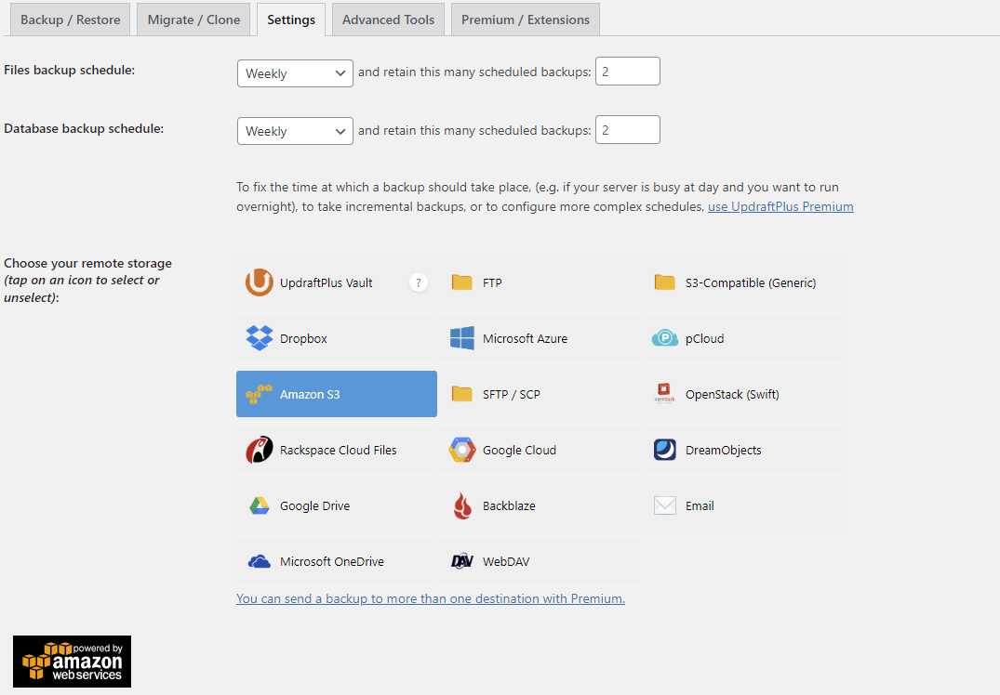 Backup / Restore
Migrate / Clone
Settings
Advanced Tools
Premium / Extensions
Files backup schedule:
Weekly
and retain this many scheduled backups:
2
Database backup schedule:
Weekly
and retain this many scheduled backups:
2
To fix the time at which a backup should take place, (e.g. if your server is busy at day and you want to run
overnight), to take incremental backups, or to configure more complex schedules, use UpdraftPlus Premium
Choose your remote storage
(tap on an icon to select or
unselect):
UpdraftPlus Vault
?
FTP
S3-Compatible (Generic)
Dropbox
Microsoft Azure
P
pCloud
Amazon S3
SFTP / SCP
openstack
OpenStack (Swift)
Rackspace Cloud Files
Google Cloud
DreamObjects
Google Drive
Backblaze
Email
Microsoft OneDrive
DAV
WebDAV
You can send a backup to more than one destination with Premium.
powered by
amazon
web services